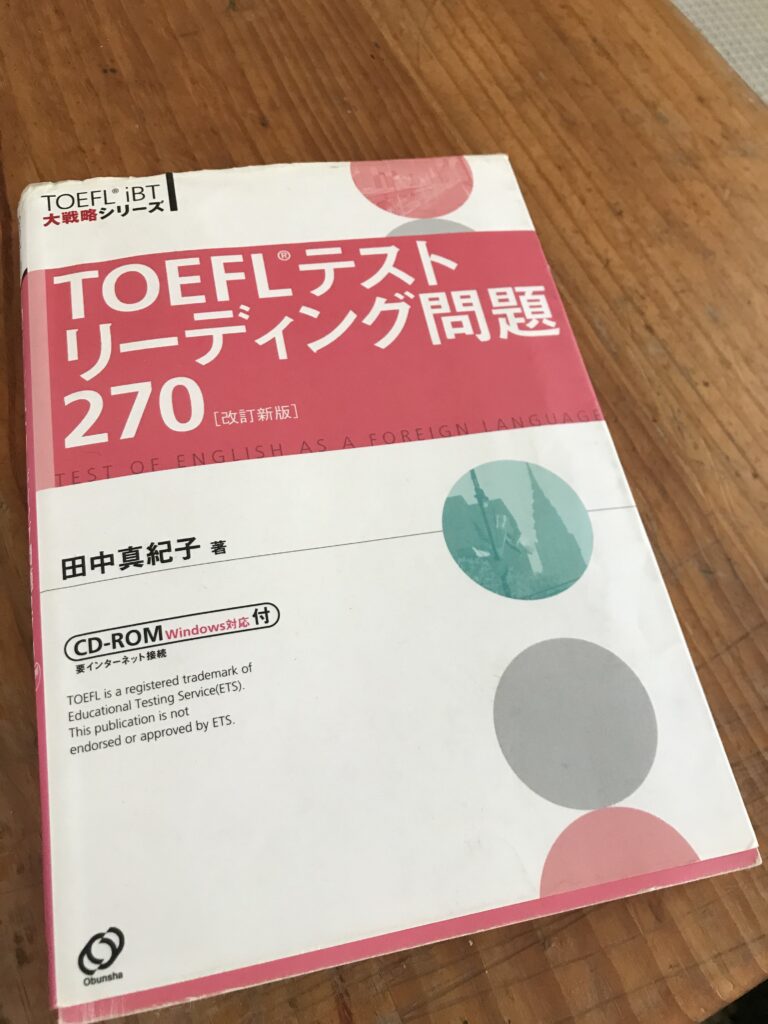 TOEFL® iBT
大戦略シリーズ
TOEFL®テスト
リーディング問題
270 [改訂新版]
TEST OF ENGLISH AS A FOREIGN LANGUAGE
田中真紀子 著
CD-ROM Windows対応 付
要インターネット接続
TOEFL is a registered trademark of
Educational Testing Service(ETS).
This publication is not
endorsed or approved by ETS.
Obunsha